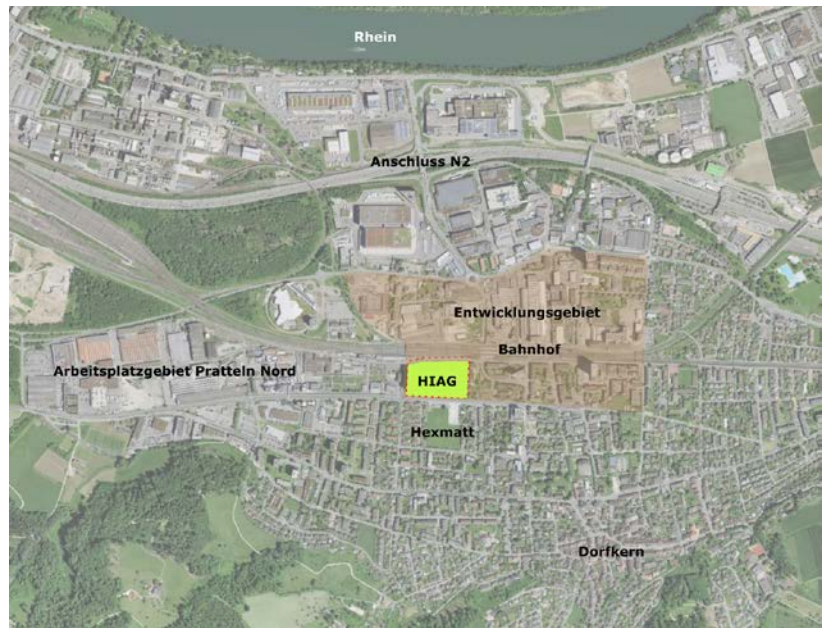 Rhein
Anschluss N2
Entwicklungsgebiet
Bahnhof
Arbeitsplatzgebiet Pratteln Nord
HIAG
Hexmatt
Dorfkern